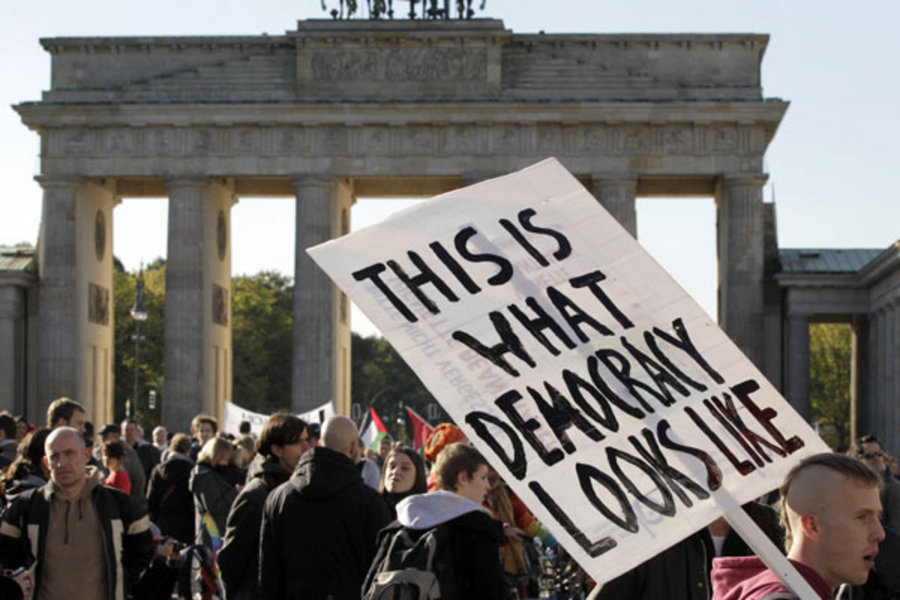 THIS IS
WHAT
DEMOCRACY
LOOKS LIKE